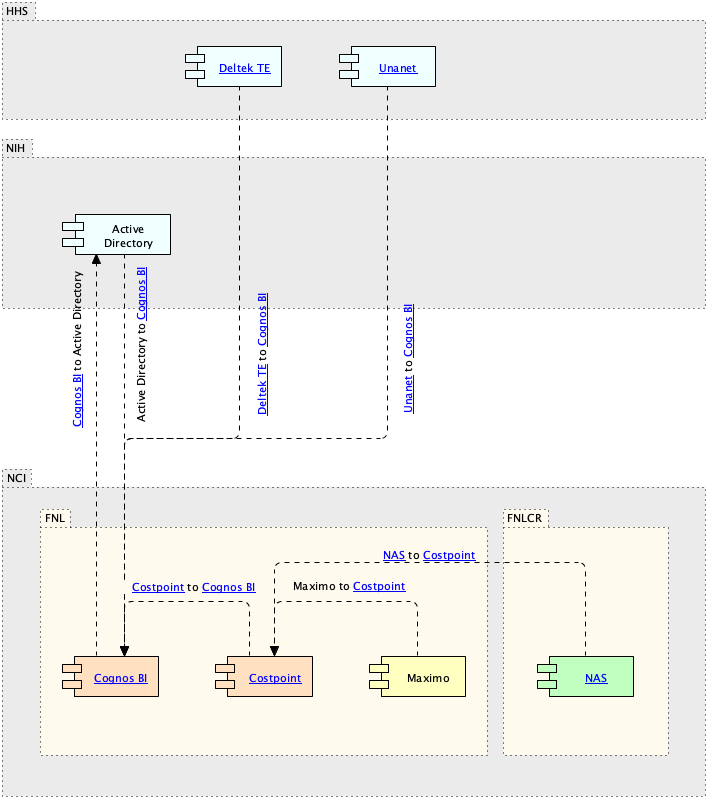 HHS
Deltek TE
Unanet
NIH
Active
Directory
Cognos BI to Active Directory
Active Directory to Cognos BI
Deltek TE to Cognos BI
Unanet to Cognos BI
NCI
FNL
FNLCR
NAS to Costpoint
Costpoint to Cognos BI
Maximo to Costpoint
Cognos BI
Costpoint
Maximo
NAS